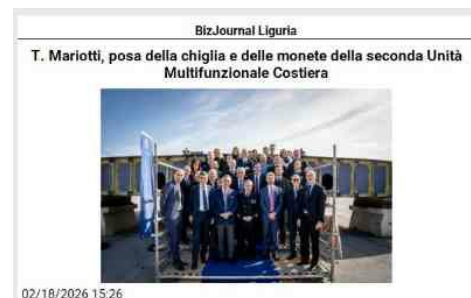 BizJournal Liguria
T. Mariotti, posa della chiglia e delle monete della seconda Unità
Multifunzionale Costiera
02/18/2026 15:26